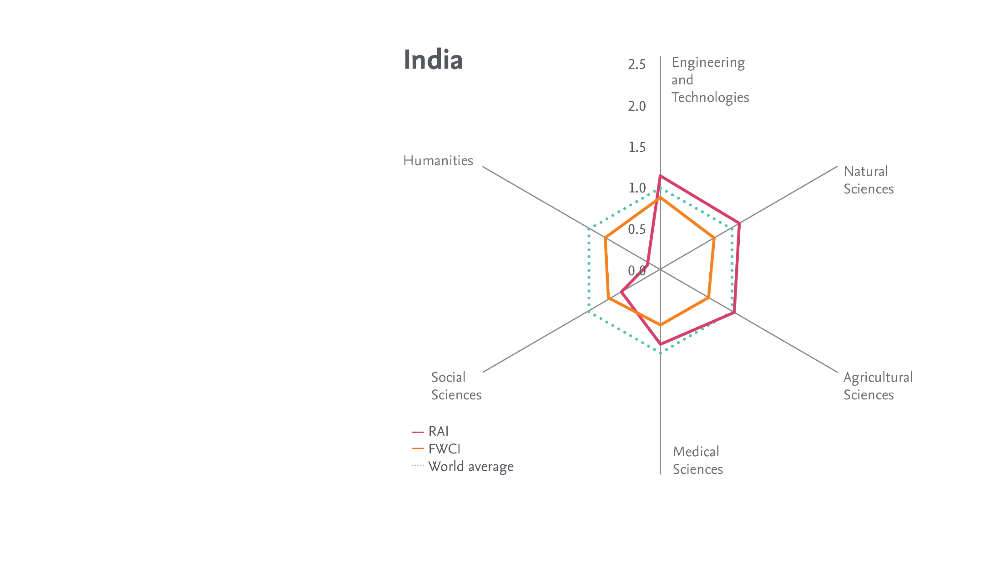 India
2.5
Engineering
and
Technologies
2.0
1.5
Humanities
Natural
Sciences
1.0
0.5
0.0
Social
Sciences
Agricultural
Sciences
RAI
FWCI
World average
Medical
Sciences